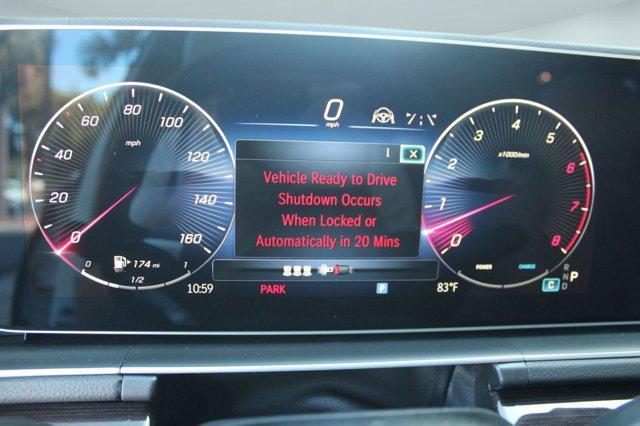 0
mph
i X
Vehicle Ready to Drive
Shutdown Occurs
When Locked or
Automatically in 20 Mins
0 20 40 60 80 100 120 140 160
mph
174 mi
0 1/2 1
10:59
PARK
P
83°F
0 1 2 3 4 5 6 7 8
x1000/min
POWER CHARGE
C
R
N
D
P